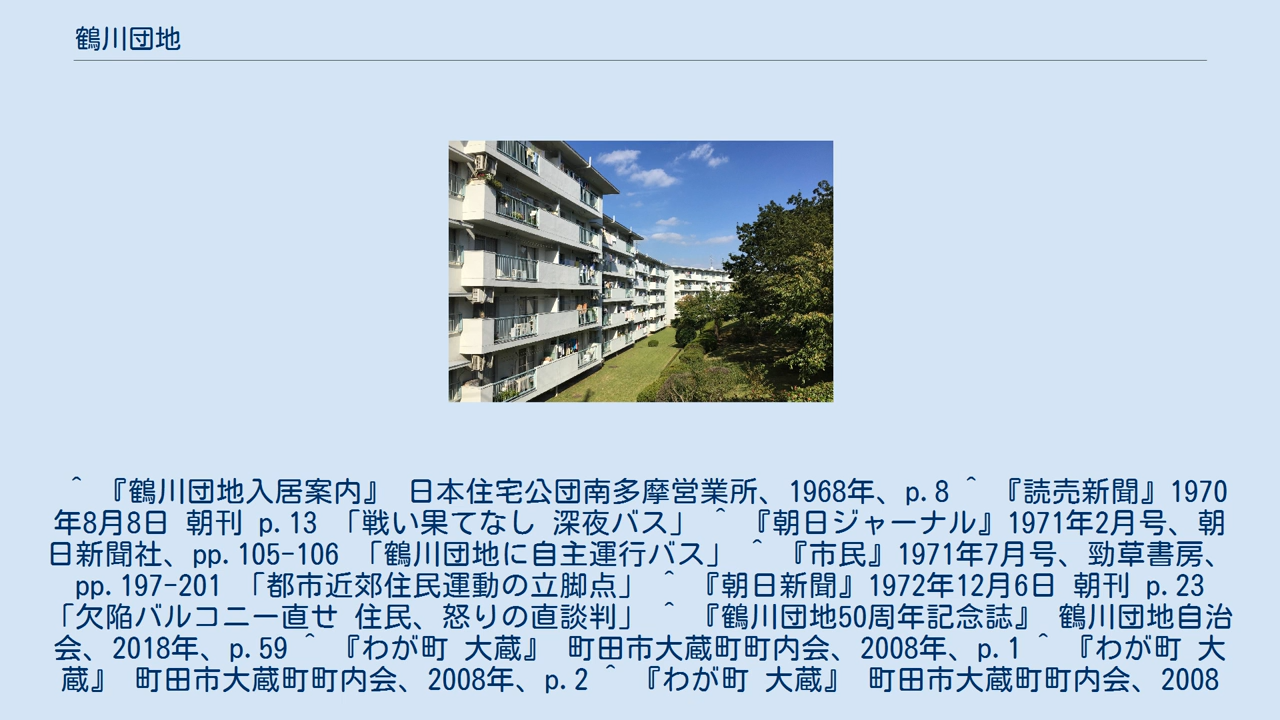 鶴川団地
^ 『鶴川団地入居案内』 日本住宅公団南多摩営業所、1968年、p.8 ^ 『読売新聞』1970
年8月8日 朝刊 p.13 「戦い果てなし 深夜バス」 ^ 『朝日ジャーナル』1971年2月号、朝
日新聞社、pp.105-106 「鶴川団地に自主運行バス」 ^ 『市民』1971年7月号、勁草書房、
pp.197-201 「都市近郊住民運動の立脚点」 ^ 『朝日新聞』1972年12月6日 朝刊 p.23
「欠陥バルコニー直せ 住民、怒りの直談判」 ^ 『鶴川団地50周年記念誌』 鶴川団地自治
会、2018年、p.59 ^ 『わが町 大蔵』 町田市大蔵町町内会、2008年、p.1 ^ 『わが町 大
蔵』 町田市大蔵町町内会、2008年、p.2 ^ 『わが町 大蔵』 町田市大蔵町町内会、2008